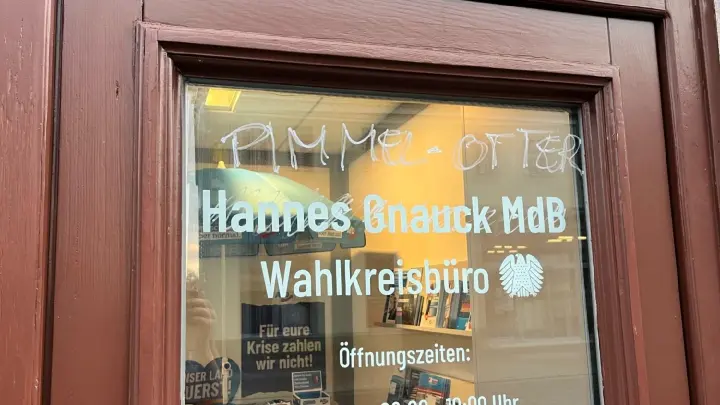 PIMMEL-OTTER
Hannes Gnauck MdB
Wahlkreisbüro
Für eure
Krise zahlen
wir nicht!
Öffnungszeiten: